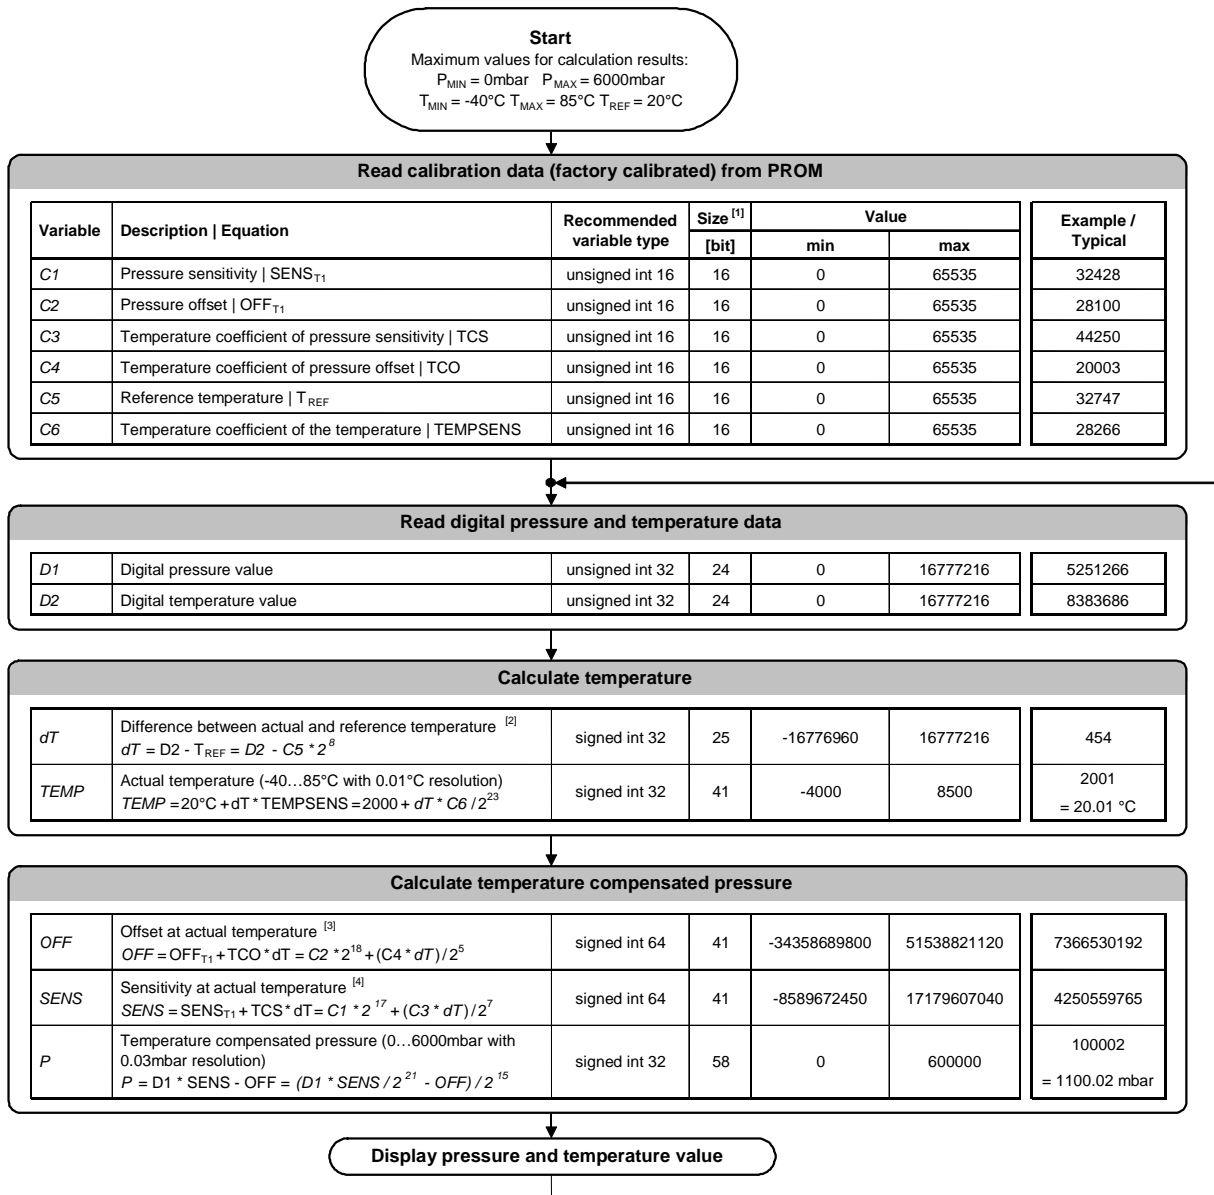 Start
Maximum values for calculation results:
P_MIN = 0mbar P_MAX = 6000mbar
T_MIN = -40°C T_MAX = 85°C T_REF = 20°C
Read calibration data (factory calibrated) from PROM
Variable Description | Equation Recommended variable type Size [1] [bit] Value min max Example / Typical
C1 Pressure sensitivity | SENS_T1 unsigned int 16 16 0 65535 32428
C2 Pressure offset | OFF_T1 unsigned int 16 16 0 65535 28100
C3 Temperature coefficient of pressure sensitivity | TCS unsigned int 16 16 0 65535 44250
C4 Temperature coefficient of pressure offset | TCO unsigned int 16 16 0 65535 20003
C5 Reference temperature | T_REF unsigned int 16 16 0 65535 32747
C6 Temperature coefficient of the temperature | TEMPSENS unsigned int 16 16 0 65535 28266
Read digital pressure and temperature data
D1 Digital pressure value unsigned int 32 24 0 16777216 5251266
D2 Digital temperature value unsigned int 32 24 0 16777216 8383686
Calculate temperature
dT Difference between actual and reference temperature [2]
dT = D2 - T_REF = D2 - C5 * 2^8 signed int 32 25 -16776960 16777216 454
TEMP Actual temperature (-40…85°C with 0.01°C resolution)
TEMP = 20°C + dT * TEMPSENS = 2000 + dT * C6 / 2^23 signed int 32 41 -4000 8500 2001
= 20.01 °C
Calculate temperature compensated pressure
OFF Offset at actual temperature [3]
OFF = OFF_T1 + TCO * dT = C2 * 2^18 + (C4 * dT) / 2^5 signed int 64 41 -34358689800 51538821120 7366530192
SENS Sensitivity at actual temperature [4]
SENS = SENS_T1 + TCS * dT = C1 * 2^17 + (C3 * dT) / 2^7 signed int 64 41 -8589672450 17179607040 4250559765
P Temperature compensated pressure (0…6000mbar with
0.03mbar resolution)
P = D1 * SENS - OFF = (D1 * SENS / 2^21 - OFF) / 2^15 signed int 32 58 0 600000 100002
= 1100.02 mbar
Display pressure and temperature value